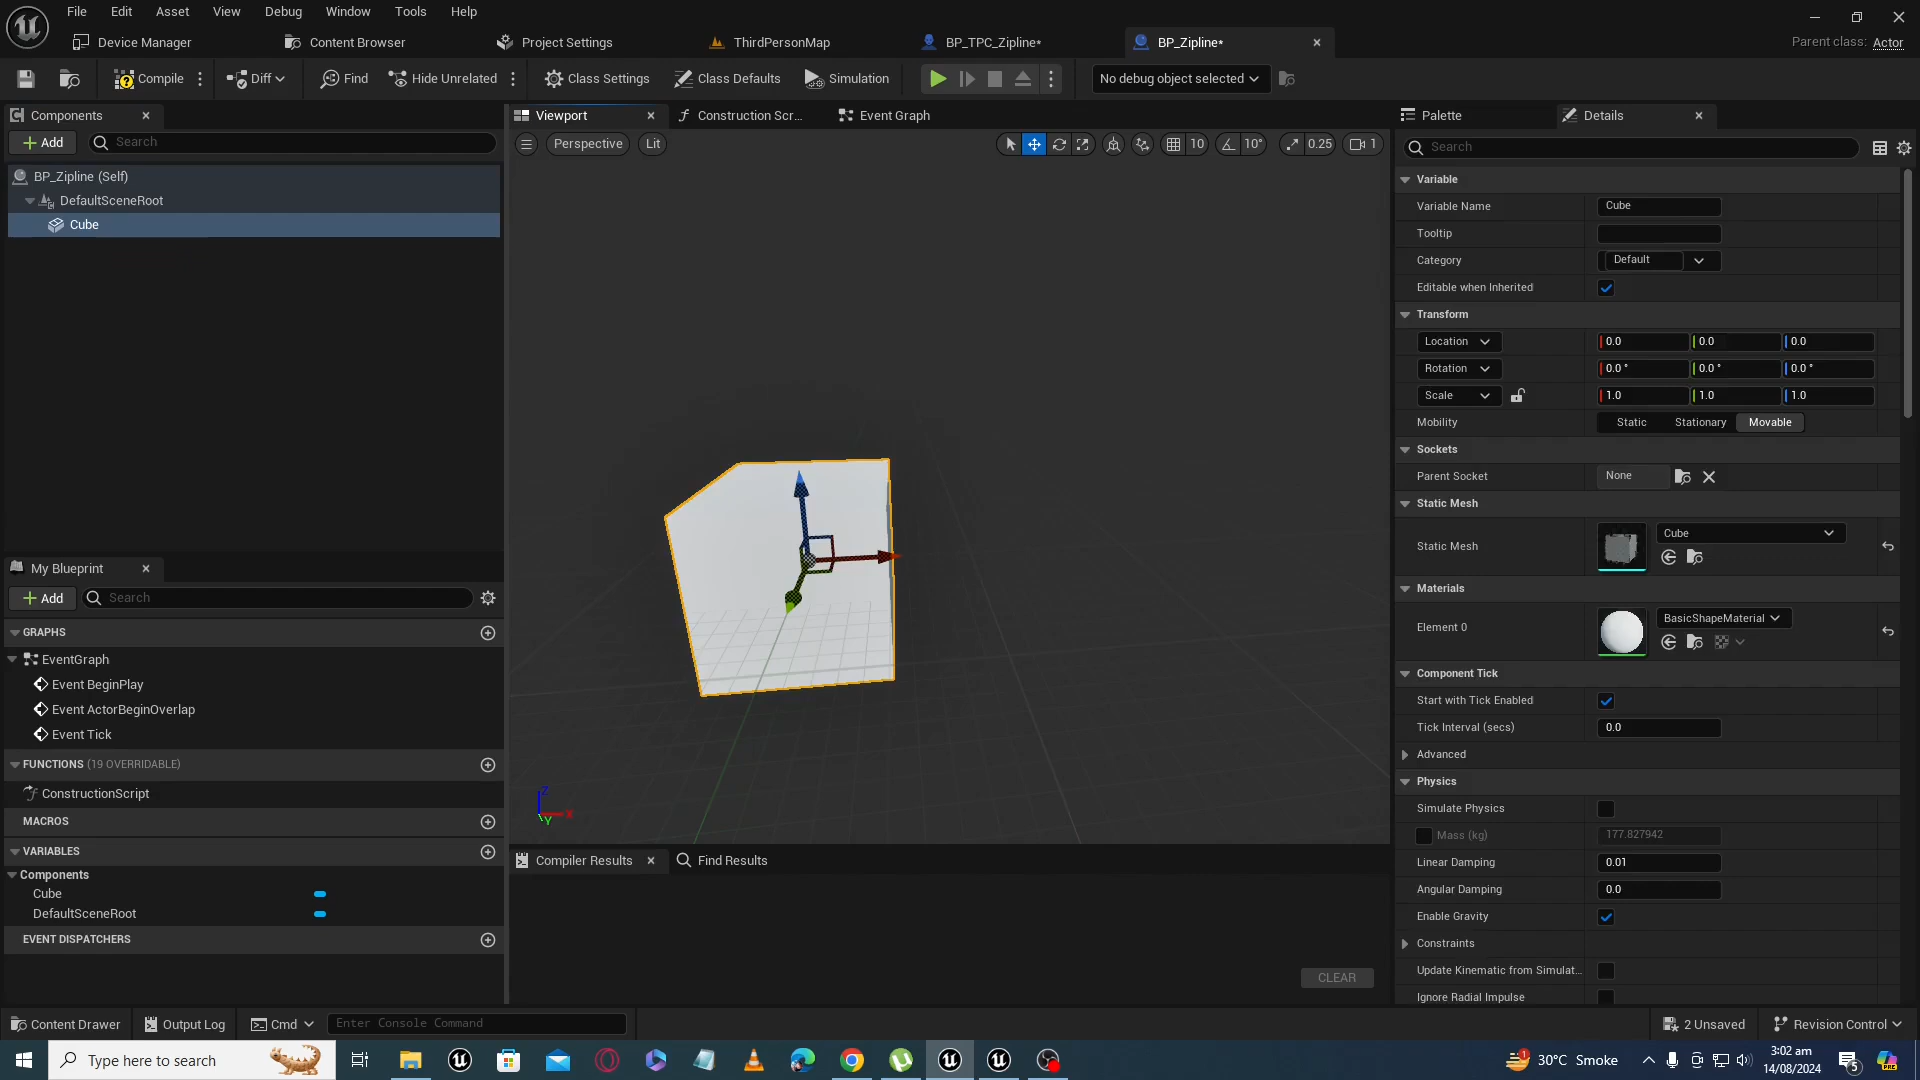 File Edit Asset View Debug Window Tools Help
Device Manager Content Browser Project Settings ThirdPersonMap BP_TPC_Zipline* BP_Zipline* Parent class: Actor
Compile Diff Find Hide Unrelated Class Settings Class Defaults Simulation No debug object selected
Components
Add Search
BP_Zipline (Self)
DefaultSceneRoot
Cube
My Blueprint
Add Search
GRAPHS
EventGraph
Event BeginPlay
Event ActorBeginOverlap
Event Tick
FUNCTIONS (19 OVERRIDABLE)
ConstructionScript
MACROS
VARIABLES
Components
Cube
DefaultSceneRoot
EVENT DISPATCHERS
Viewport Construction Scr... Event Graph
Perspective Lit 10 10° 0.25 1
Z
X
Y
Compiler Results Find Results
CLEAR
Palette Details
Search
Variable
Variable Name Cube
Tooltip
Category Default
Editable when Inherited
Transform
Location 0.0 0.0 0.0
Rotation 0.0 ° 0.0 ° 0.0 °
Scale 1.0 1.0 1.0
Mobility Static Stationary Movable
Sockets
Parent Socket None
Static Mesh
Static Mesh Cube
Materials
Element 0 BasicShapeMaterial
Component Tick
Start with Tick Enabled
Tick Interval (secs) 0.0
Advanced
Physics
Simulate Physics
Mass (kg) 177.827942
Linear Damping 0.01
Angular Damping 0.0
Enable Gravity
Constraints
Update Kinematic from Simulat...
Ignore Radial Impulse
Content Drawer Output Log Cmd Enter Console Command 2 Unsaved Revision Control
Type here to search 1 30°C Smoke 3:02 am 5
14/08/2024